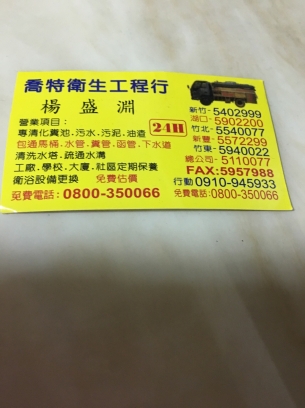 喬特衛生工程行
楊盛淵
營業項目：
專清化糞池.污水.污泥.油渣
24H
包通馬桶.水管.糞管.函管.下水道
清洗水塔.疏通水溝
工廠.學校.大廈.社區定期保養
衛浴設備更換 免費估價
免費電話：0800-350066
新竹-5402999
湖口-5902200
竹北-5540077
新豐-5572299
竹東-5940022
總公司-5110077
FAX:5957988
行動0910-945933
免費電話:0800-350066